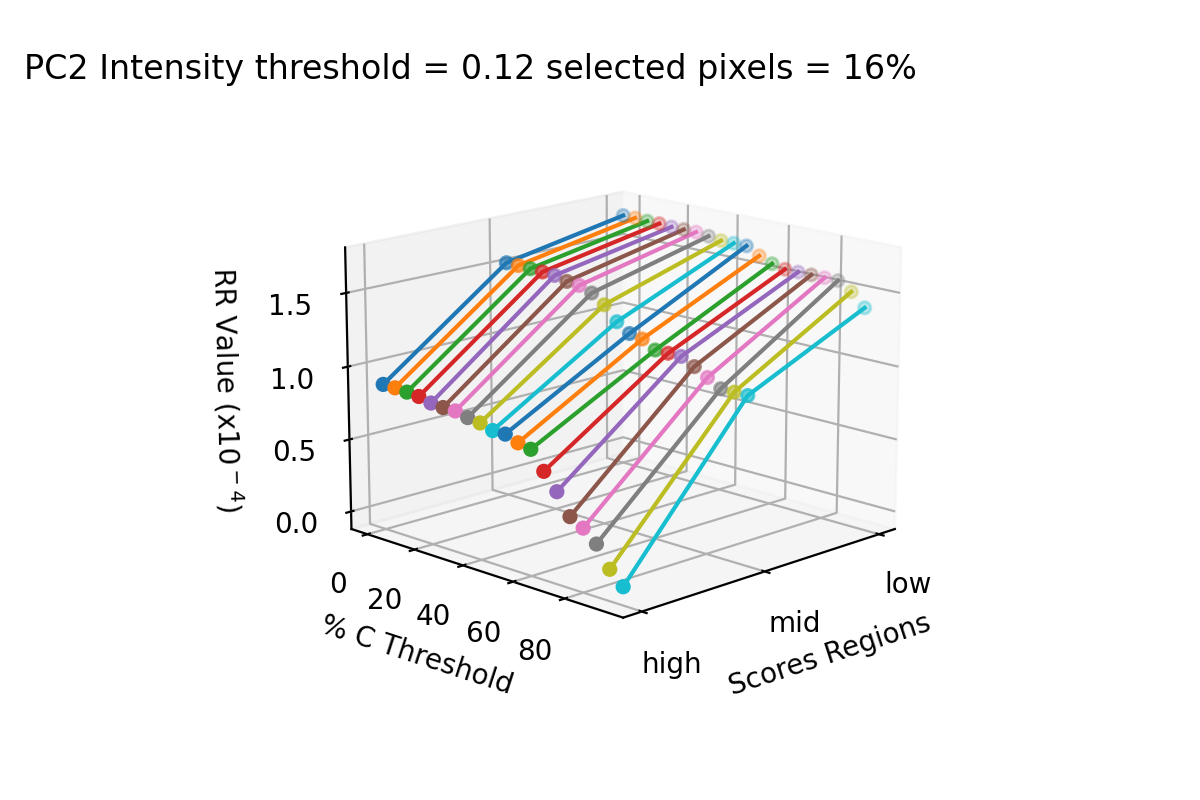 PC2 Intensity threshold = 0.12 selected pixels = 16%
RR Value (x10⁻⁴)
1.5
1.0
0.5
0.0
0
20
40
60
80
% C Threshold
high
mid
low
Scores Regions